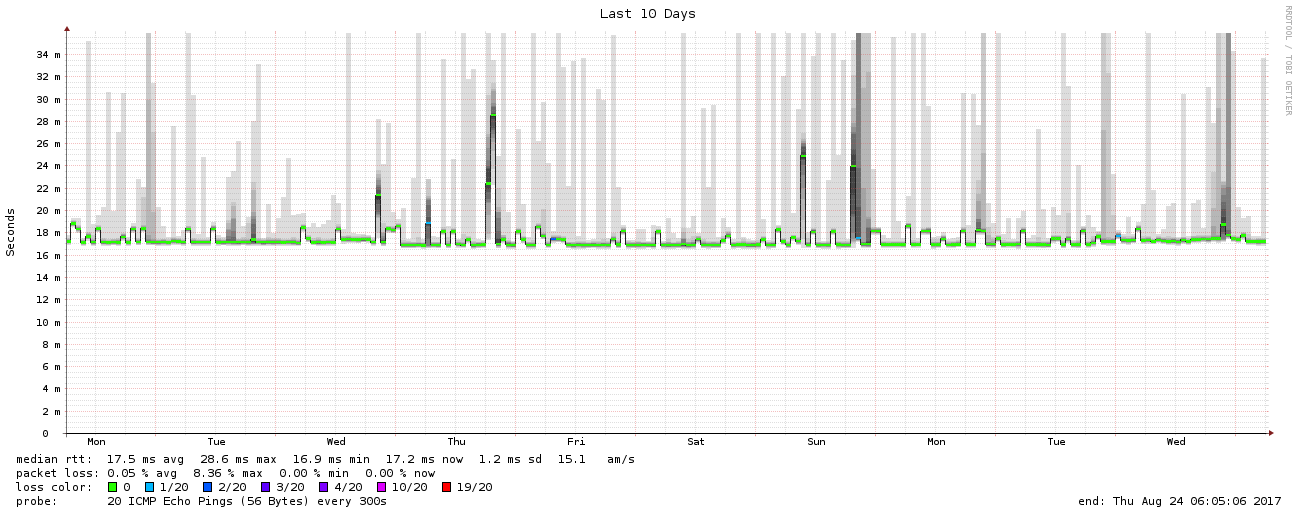 Last 10 Days
RRDTOOL / TOBI OETIKER
Seconds
34 m
32 m
30 m
28 m
26 m
24 m
22 m
20 m
18 m
16 m
14 m
12 m
10 m
8 m
6 m
4 m
2 m
0
Mon Tue Wed Thu Fri Sat Sun Mon Tue Wed
median rtt: 17.5 ms avg 28.6 ms max 16.9 ms min 17.2 ms now 1.2 ms sd 15.1 am/s
packet loss: 0.05 % avg 8.36 % max 0.00 % min 0.00 % now
loss color: 0 1/20 2/20 3/20 4/20 10/20 19/20
probe: 20 ICMP Echo Pings (56 Bytes) every 300s end: Thu Aug 24 06:05:06 2017